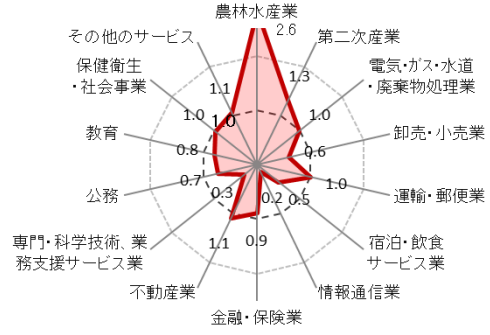 農林水産業
2.6
第二次産業
1.3
電気・ガス・水道
・廃棄物処理業
1.0
卸売・小売業
0.6
運輸・郵便業
1.0
宿泊・飲食
サービス業
0.5
情報通信業
0.2
金融・保険業
0.9
不動産業
1.1
専門・科学技術、業
務支援サービス業
0.3
公務
0.7
教育
0.8
保健衛生
・社会事業
1.0
その他のサービス
1.1
1.0